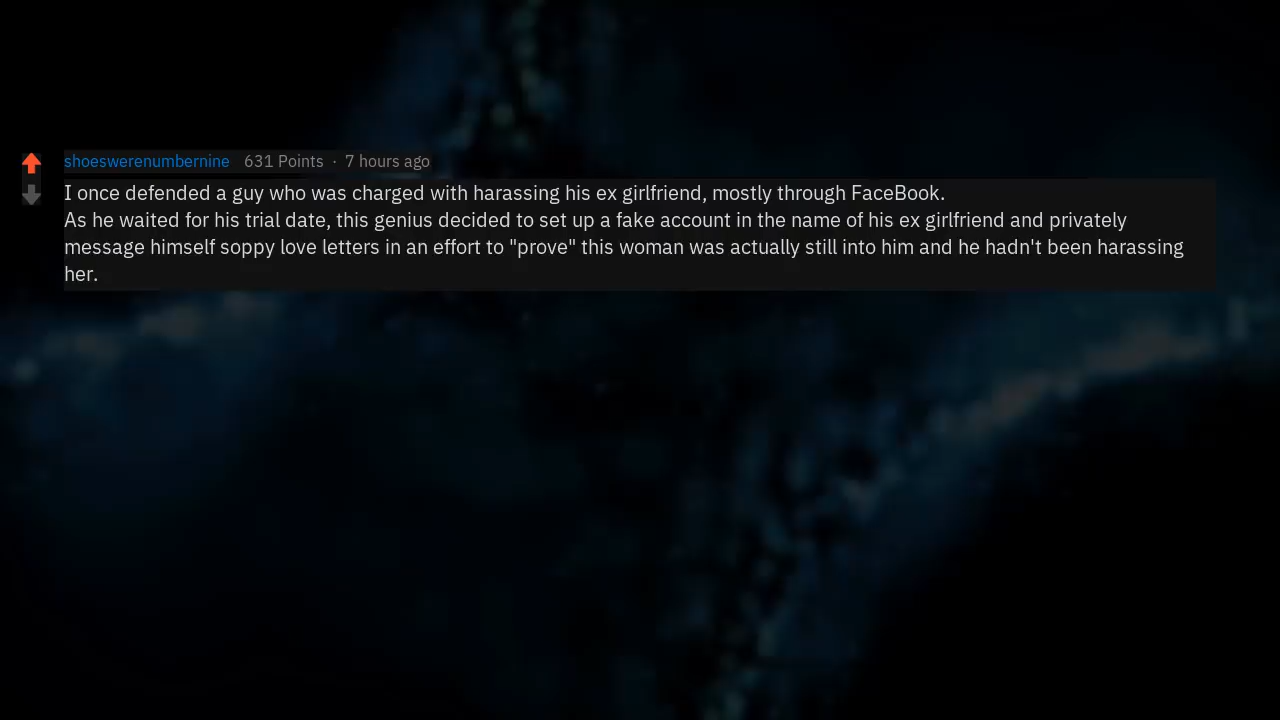 shoeswerenumbernine 631 Points · 7 hours ago
I once defended a guy who was charged with harassing his ex girlfriend, mostly through FaceBook.
As he waited for his trial date, this genius decided to set up a fake account in the name of his ex girlfriend and privately
message himself soppy love letters in an effort to "prove" this woman was actually still into him and he hadn't been harassing
her.